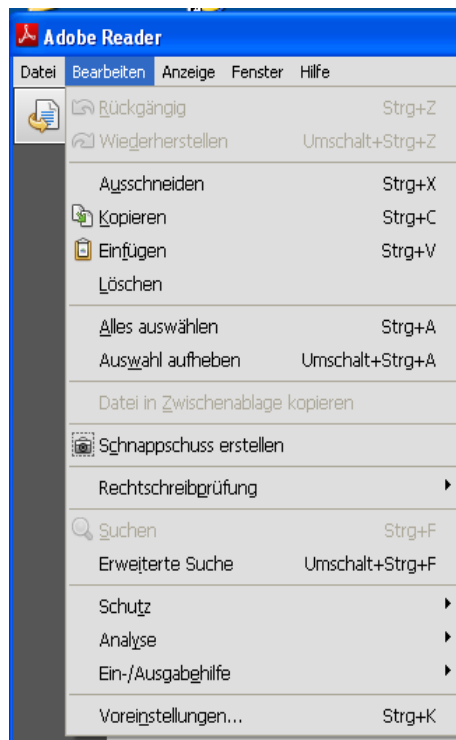 Adobe Reader
Datei Bearbeiten Anzeige Fenster Hilfe
Rückgängig Strg+Z
Wiederherstellen Umschalt+Strg+Z
Ausschneiden Strg+X
Kopieren Strg+C
Einfügen Strg+V
Löschen
Alles auswählen Strg+A
Auswahl aufheben Umschalt+Strg+A
Datei in Zwischenablage kopieren
Schnappschuss erstellen
Rechtschreibprüfung
Suchen Strg+F
Erweiterte Suche Umschalt+Strg+F
Schutz
Analyse
Ein-/Ausgabehilfe
Voreinstellungen... Strg+K